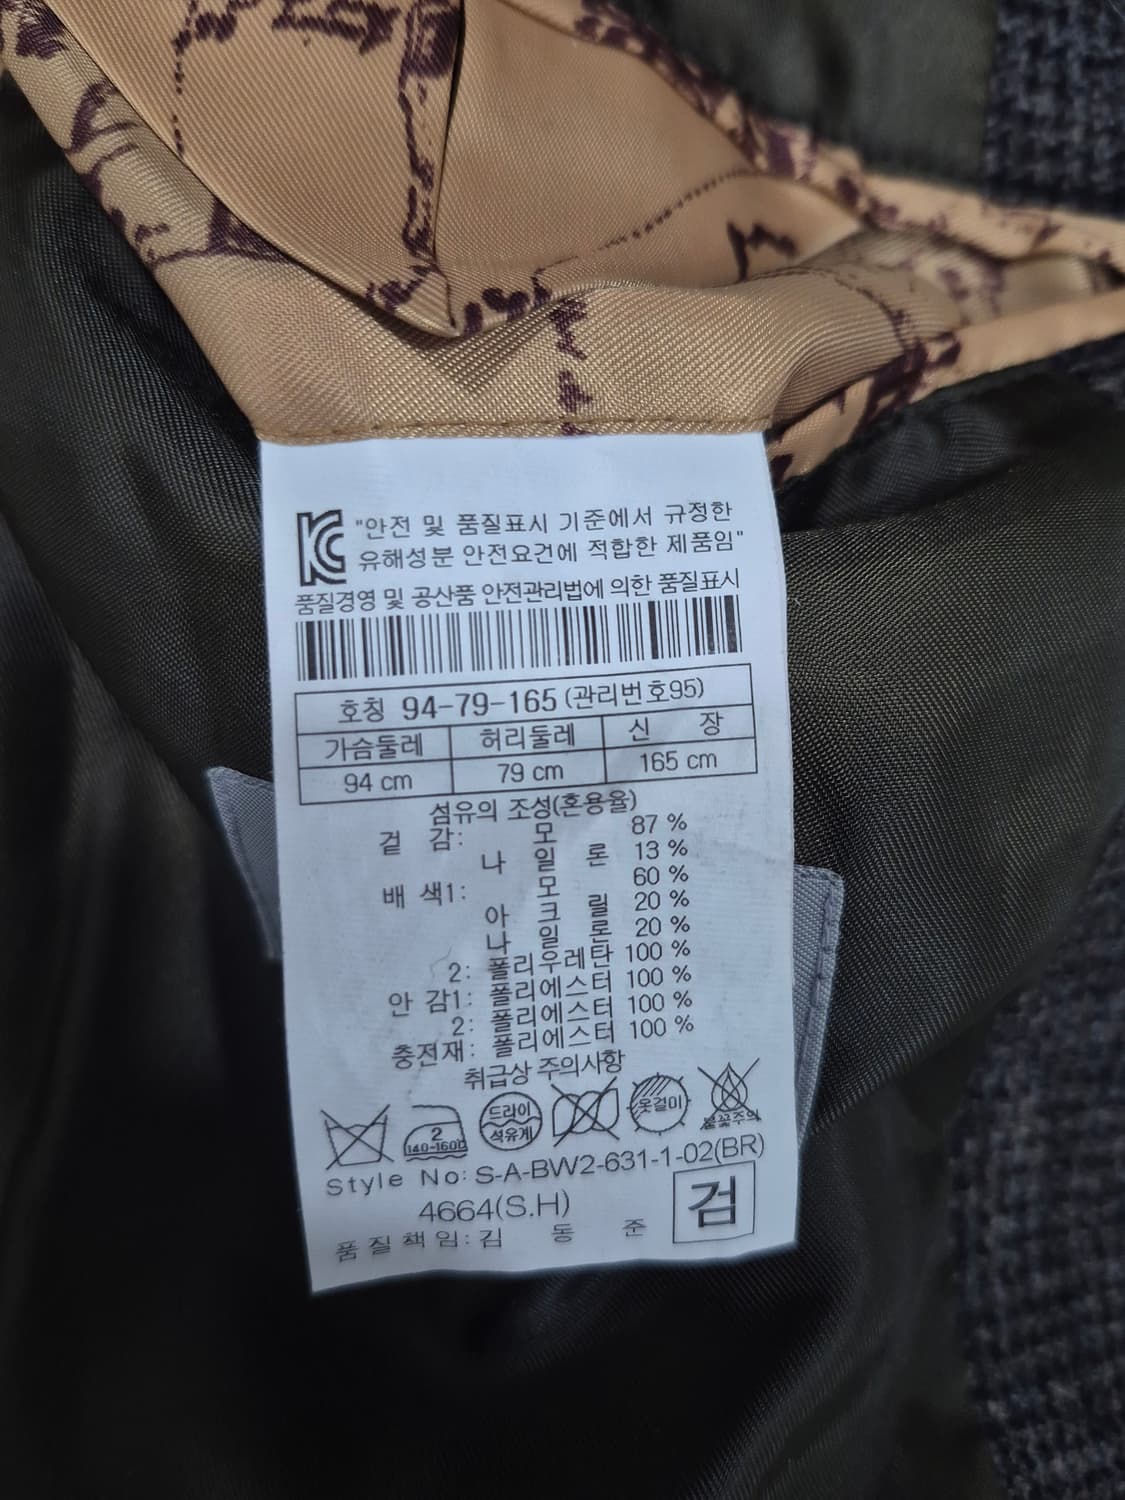 "안전 및 품질표시 기준에서 규정한
유해성분 안전요건에 적합한 제품임"
품질경영 및 공산품 안전관리법에 의한 품질표시
호칭 94-79-165 (관리번호95)
가슴둘레 허리둘레 신 장
94 cm 79 cm 165 cm
섬유의 조성(혼용율)
겉 감: 모 87 %
나 일 론 13 %
배 색1: 모 60 %
아 크 릴 20 %
나 일 론 20 %
2: 폴리우레탄 100 %
안 감1: 폴리에스터 100 %
2: 폴리에스터 100 %
충전재: 폴리에스터 100 %
취급상 주의사항
2 140-160℃ 드라이 석유계 옷걸이 불꽃주의
Style No: S-A-BW2-631-1-02(BR)
4664(S.H)
품질책임: 김 동 준 검